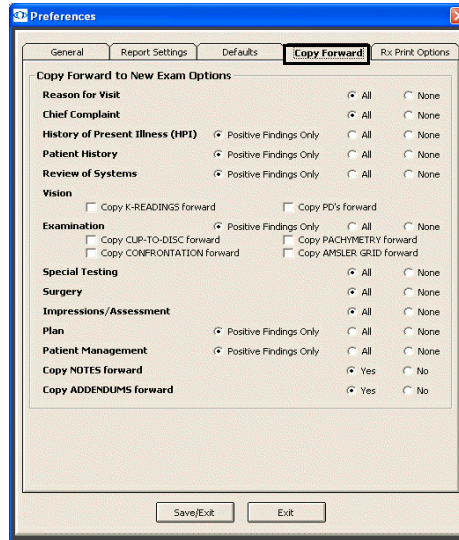 Preferences
General Report Settings Defaults Copy Forward Rx Print Options
Copy Forward to New Exam Options
Reason for Visit All None
Chief Complaint All None
History of Present Illness (HPI) Positive Findings Only All None
Patient History Positive Findings Only All None
Review of Systems Positive Findings Only All None
Vision
Copy K-READINGS forward Copy PD's forward
Examination Positive Findings Only All None
Copy CUP-TO-DISC forward Copy PACHYMETRY forward
Copy CONFRONTATION forward Copy AMSLER GRID forward
Special Testing All None
Surgery All None
Impressions/Assessment All None
Plan Positive Findings Only All None
Patient Management Positive Findings Only All None
Copy NOTES forward Yes No
Copy ADDENDUMS forward Yes No
Save/Exit Exit